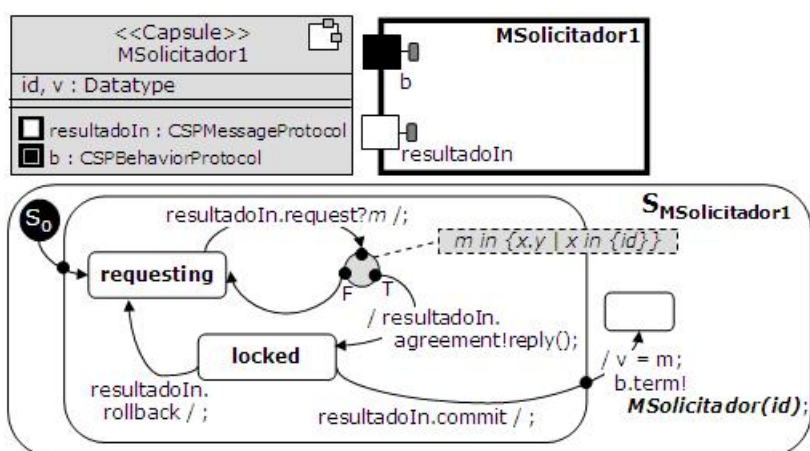 <<Capsule>>
MSolicitador1
id, v : Datatype
resultadoIn : CSPMessageProtocol
b : CSPBehaviorProtocol
MSolicitador1
b
resultadoIn
S0
SMSolicitador1
resultadoIn.request?m /;
m in {x.y | x in {id}}
requesting
F
T
/ resultadoIn.
agreement!reply();
locked
resultadoIn.
rollback / ;
resultadoIn.commit / ;
/ v = m;
b.term!
MSolicitador(id);